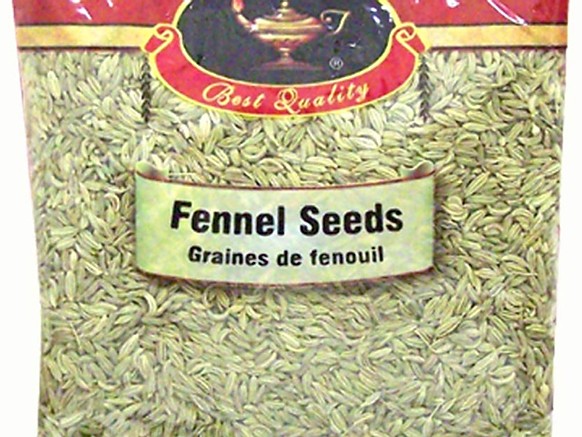 ®
Best Quality
Fennel Seeds
Graines de fenouil